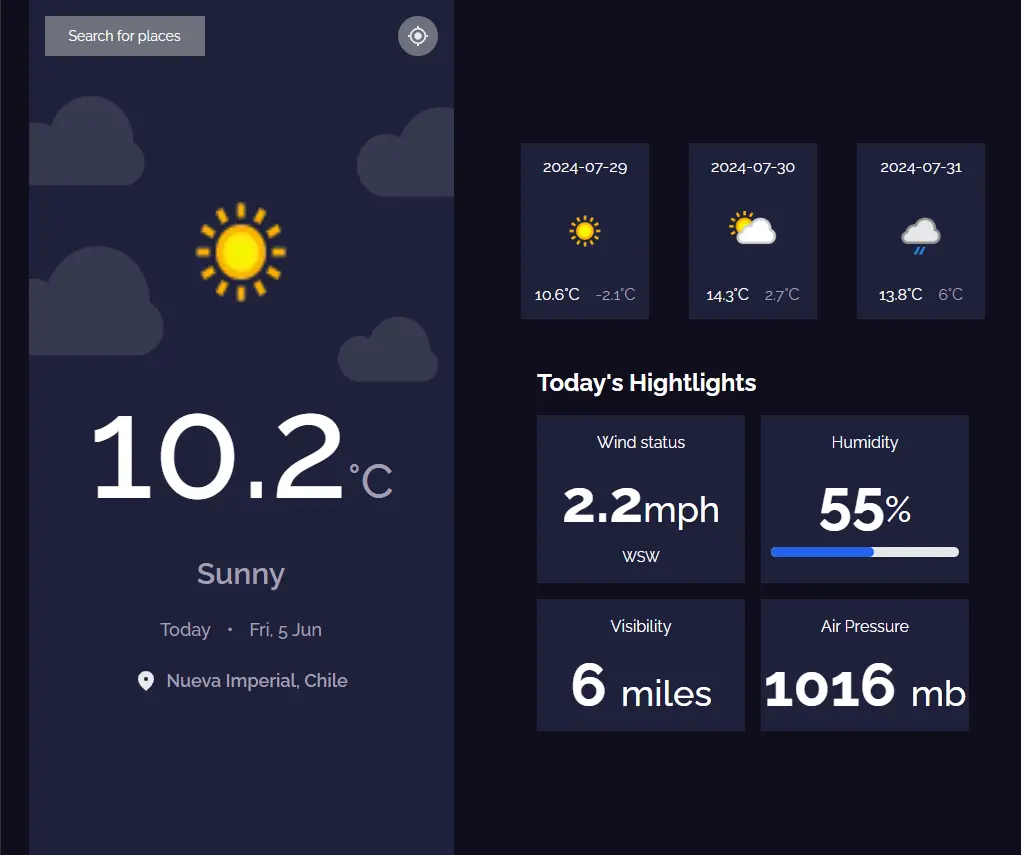 Search for places
10.2°C
Sunny
Today • Fri, 5 Jun
Nueva Imperial, Chile
2024-07-29
10.6°C -2.1°C
2024-07-30
14.3°C 2.7°C
2024-07-31
13.8°C 6°C
Today's Hightlights
Wind status
2.2mph
WSW
Humidity
55%
Visibility
6 miles
Air Pressure
1016 mb